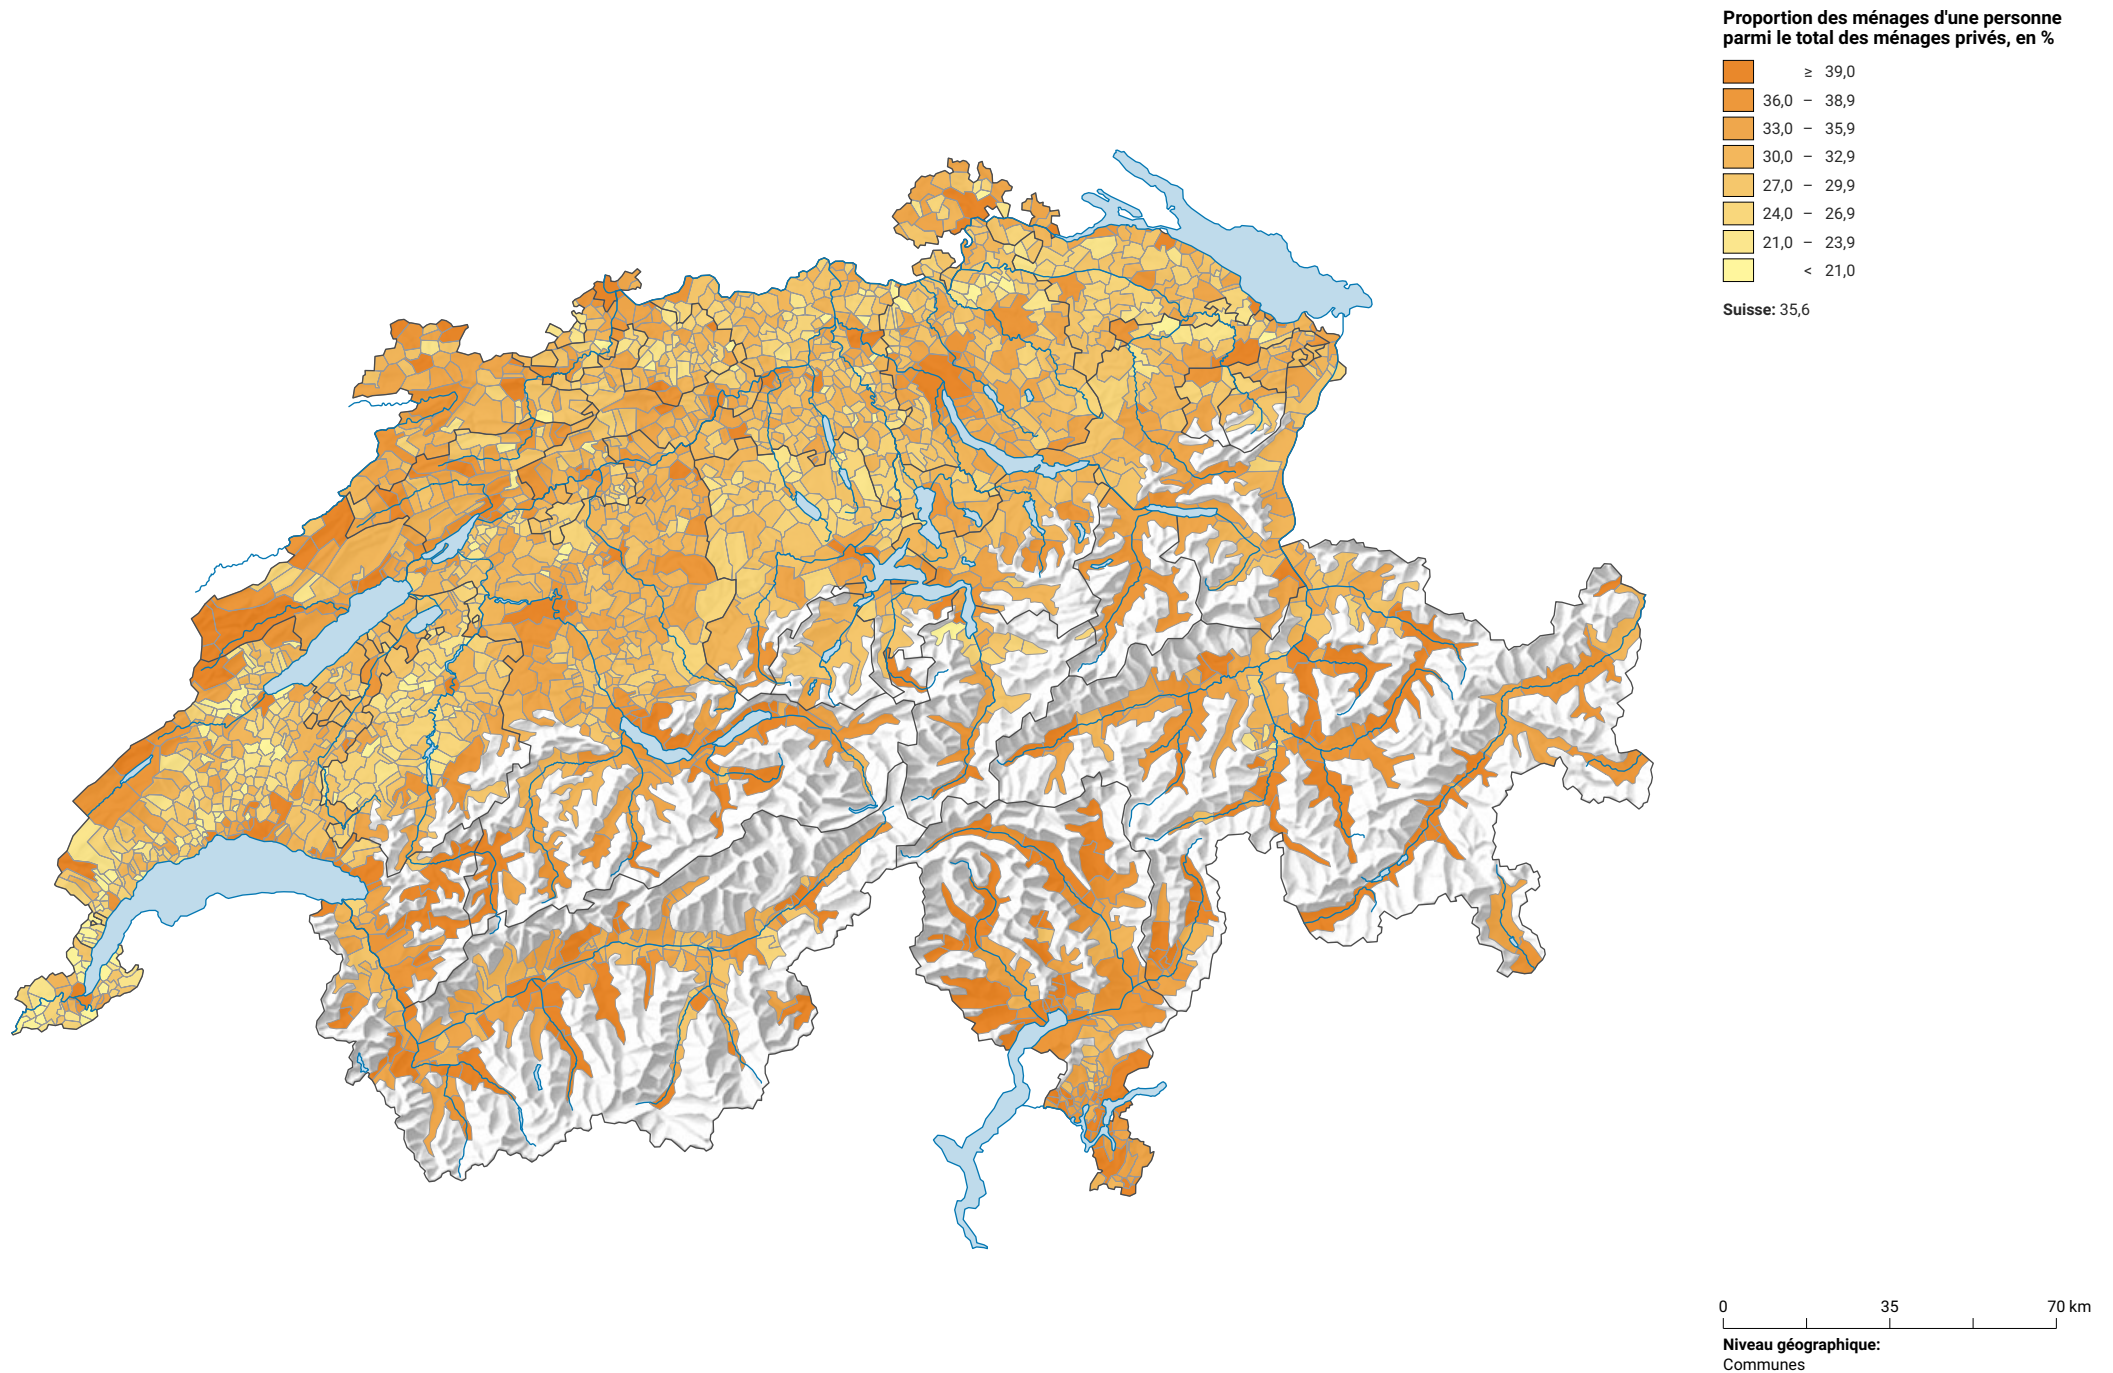 Proportion des ménages d'une personne
parmi le total des ménages privés, en %
≥ 39,0
36,0 – 38,9
33,0 – 35,9
30,0 – 32,9
27,0 – 29,9
24,0 – 26,9
21,0 – 23,9
< 21,0
Suisse: 35,6
0 35 70 km
Niveau géographique:
Communes